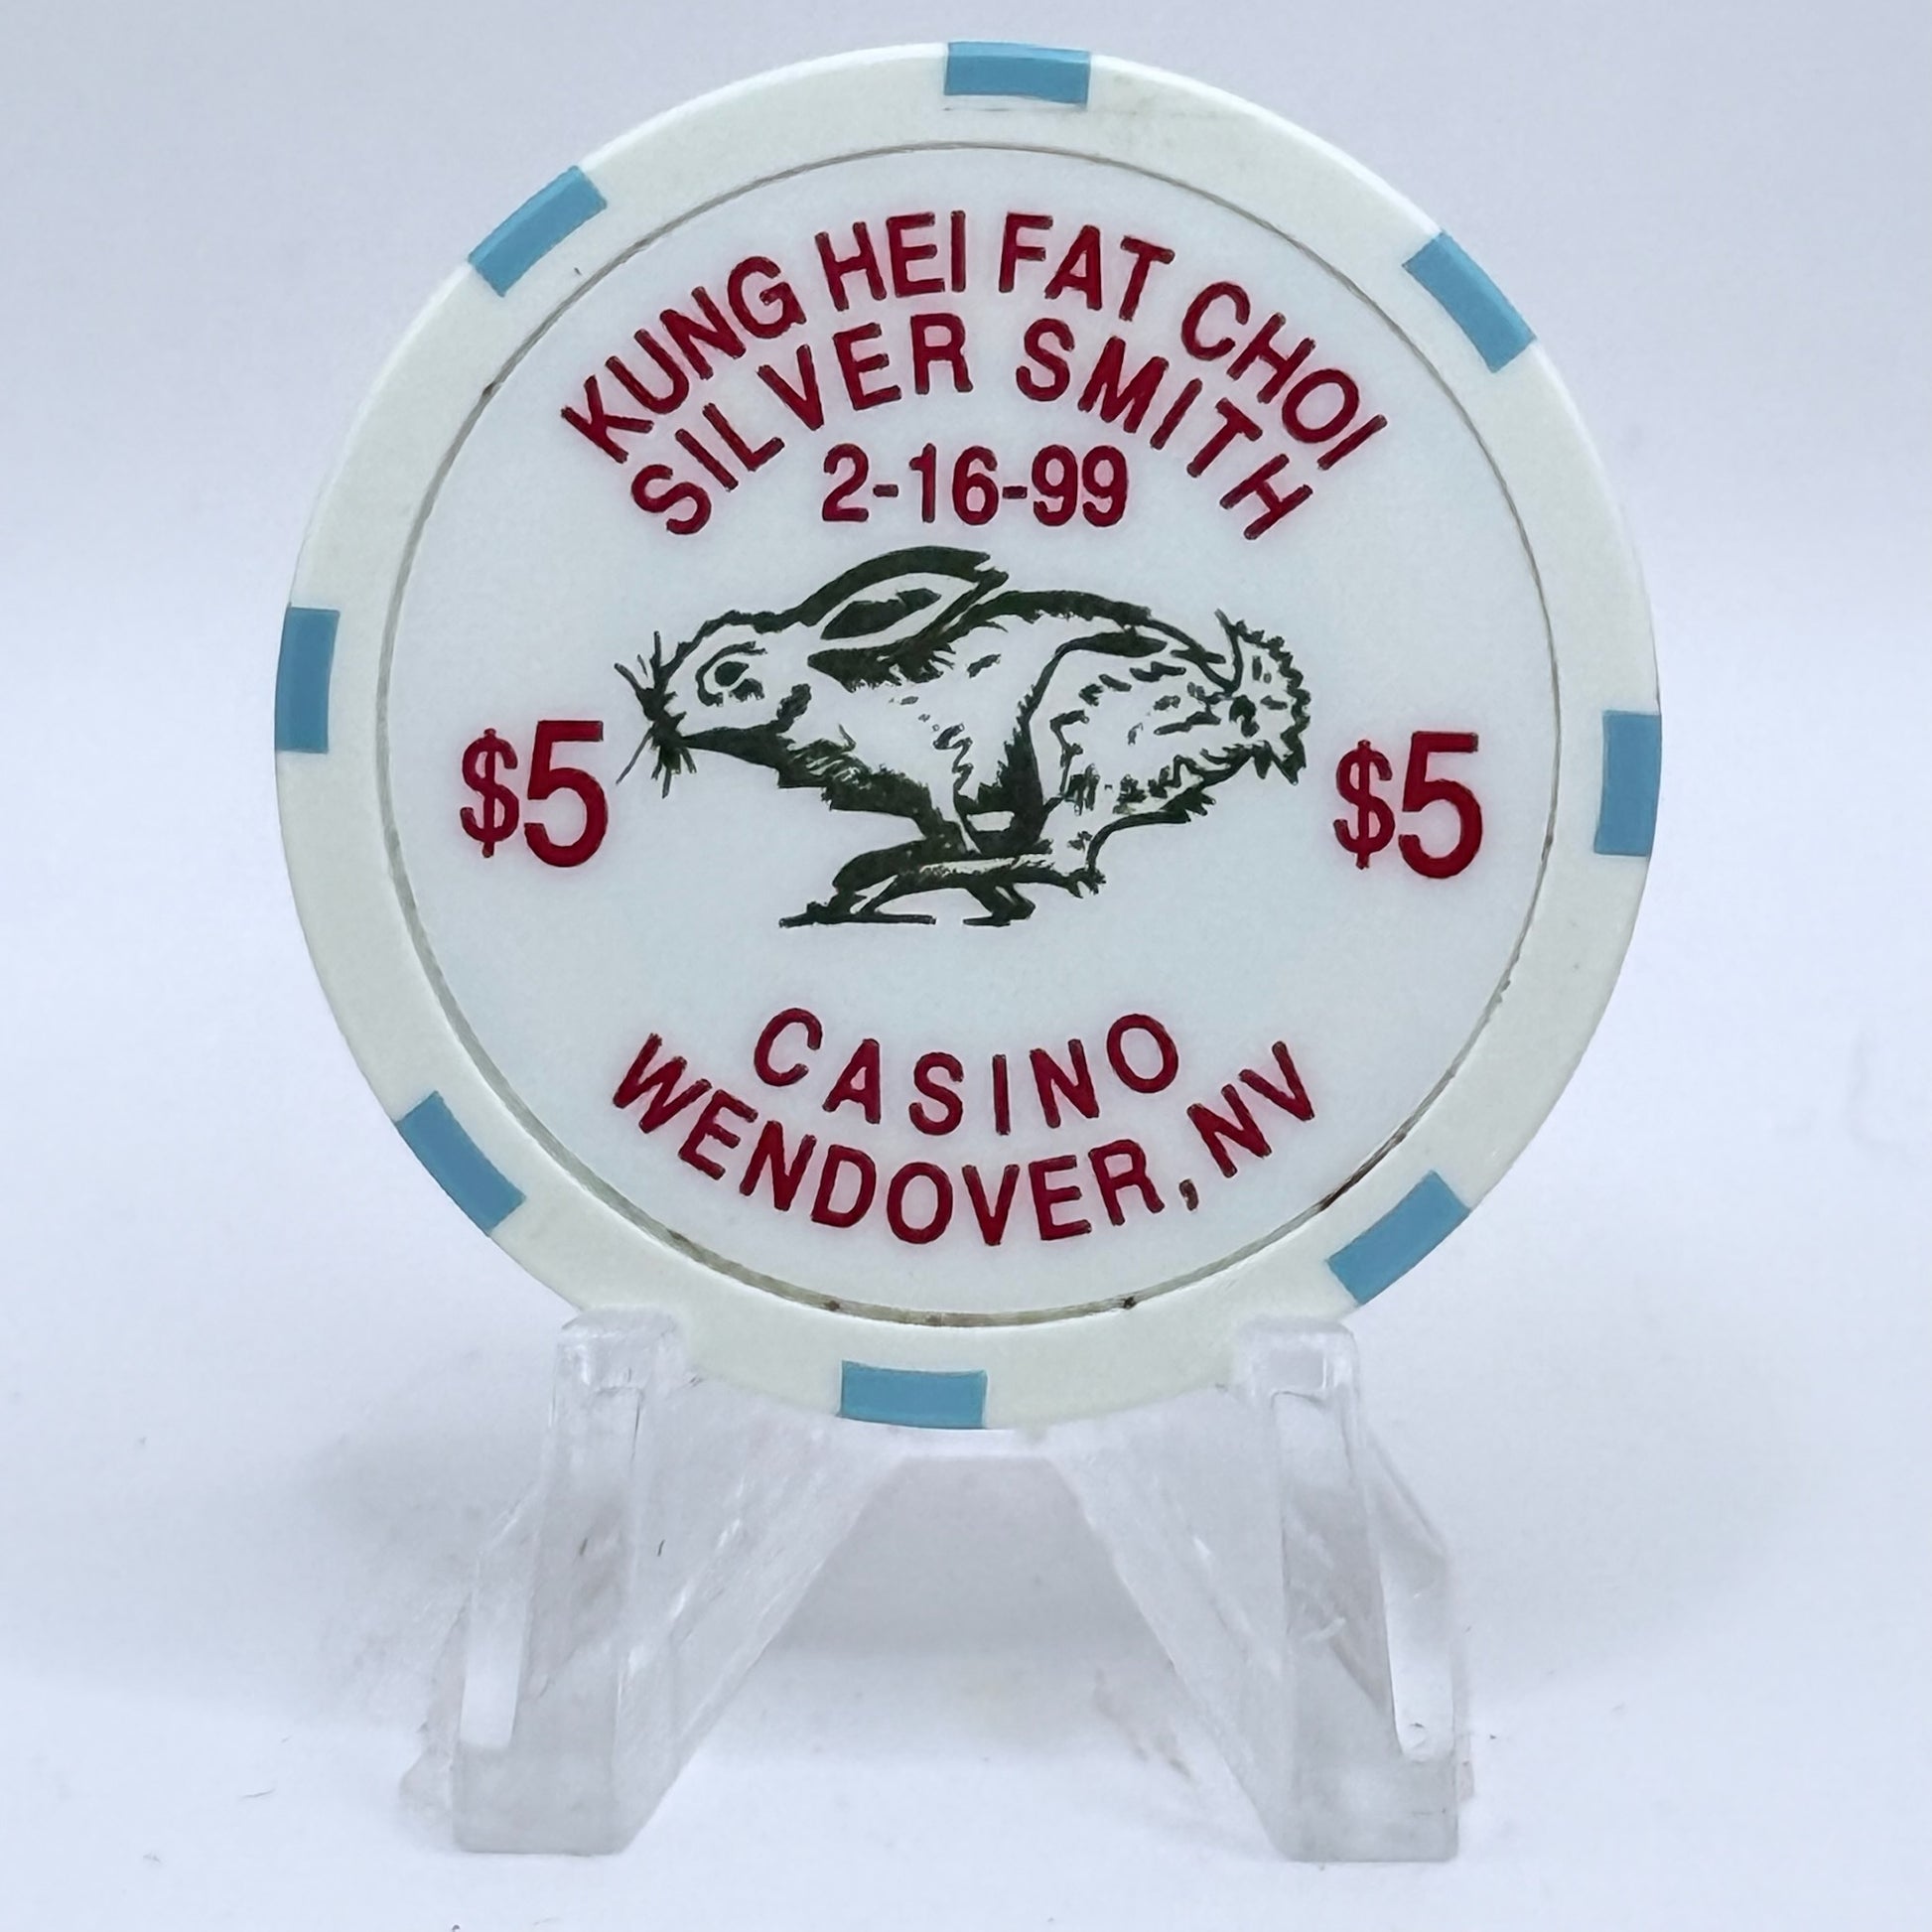 KUNG HEI FAT CHOI
SILVER SMITH
2-16-99
$5 $5
CASINO
WENDOVER, NV